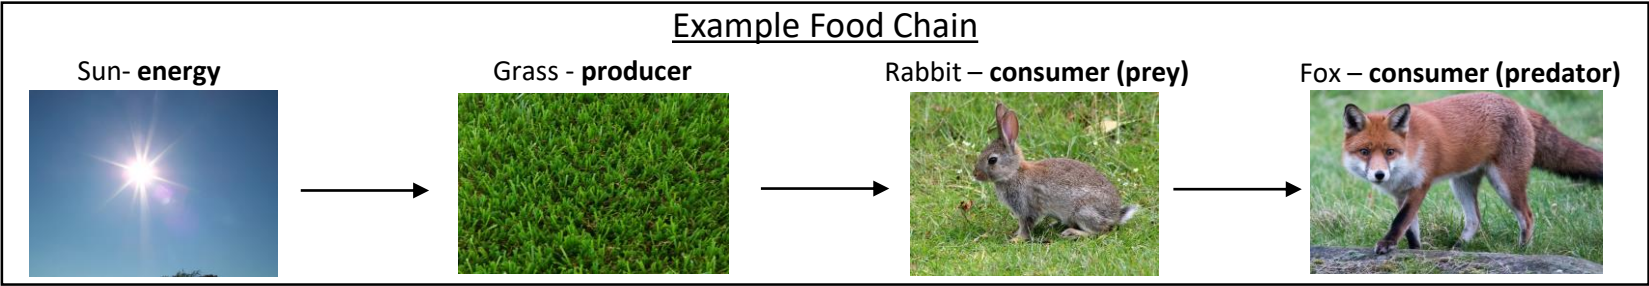 Example Food Chain
Sun- energy
Grass - producer
Rabbit – consumer (prey)
Fox – consumer (predator)